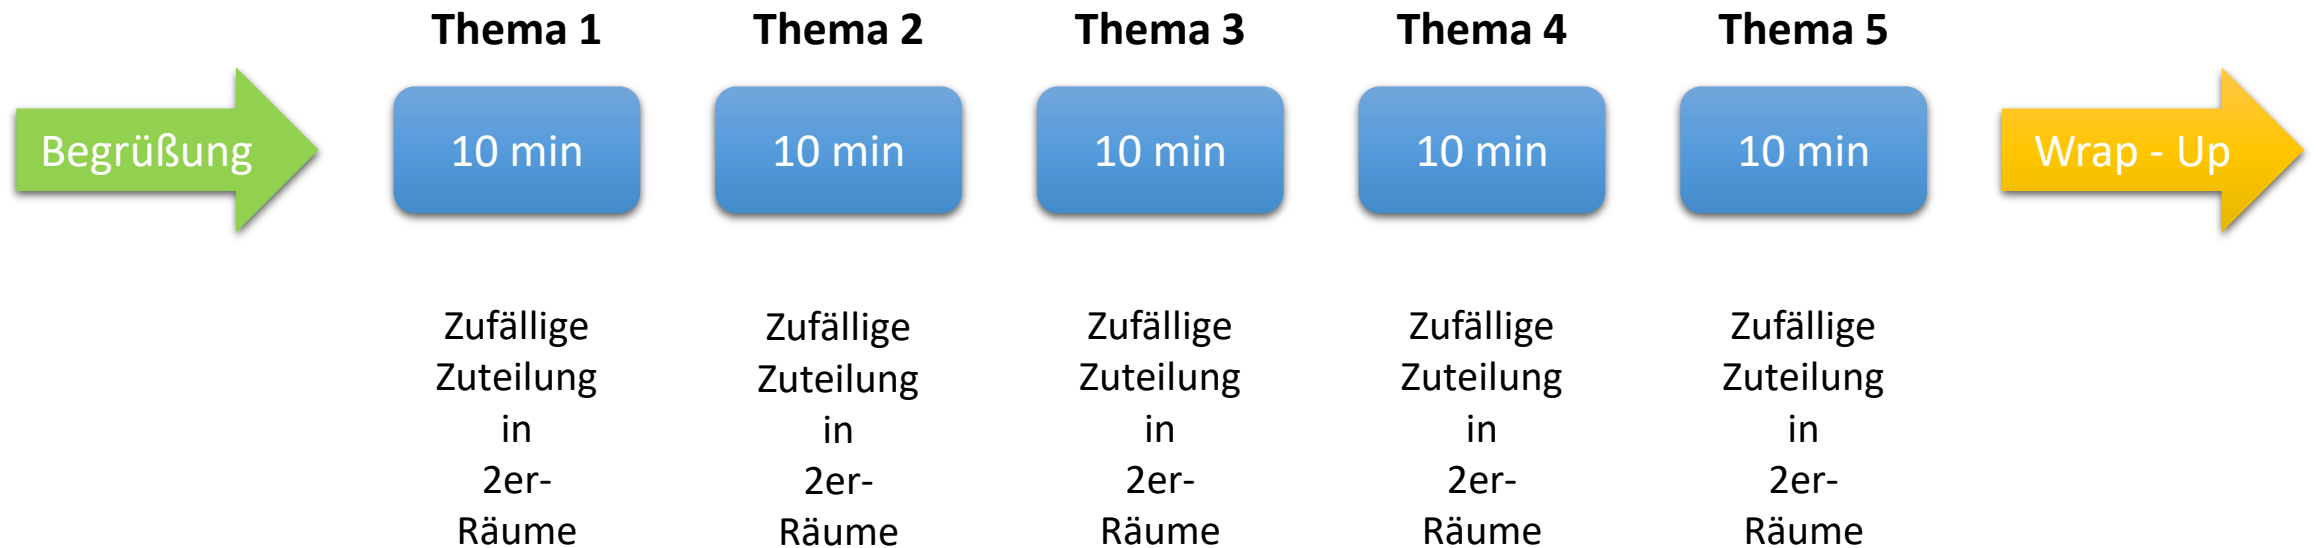 Thema 1
Thema 2
Thema 3
Thema 4
Thema 5
Begrüßung
10 min
10 min
10 min
10 min
10 min
Wrap - Up
Zufällige
Zuteilung
in
2er-
Räume
Zufällige
Zuteilung
in
2er-
Räume
Zufällige
Zuteilung
in
2er-
Räume
Zufällige
Zuteilung
in
2er-
Räume
Zufällige
Zuteilung
in
2er-
Räume